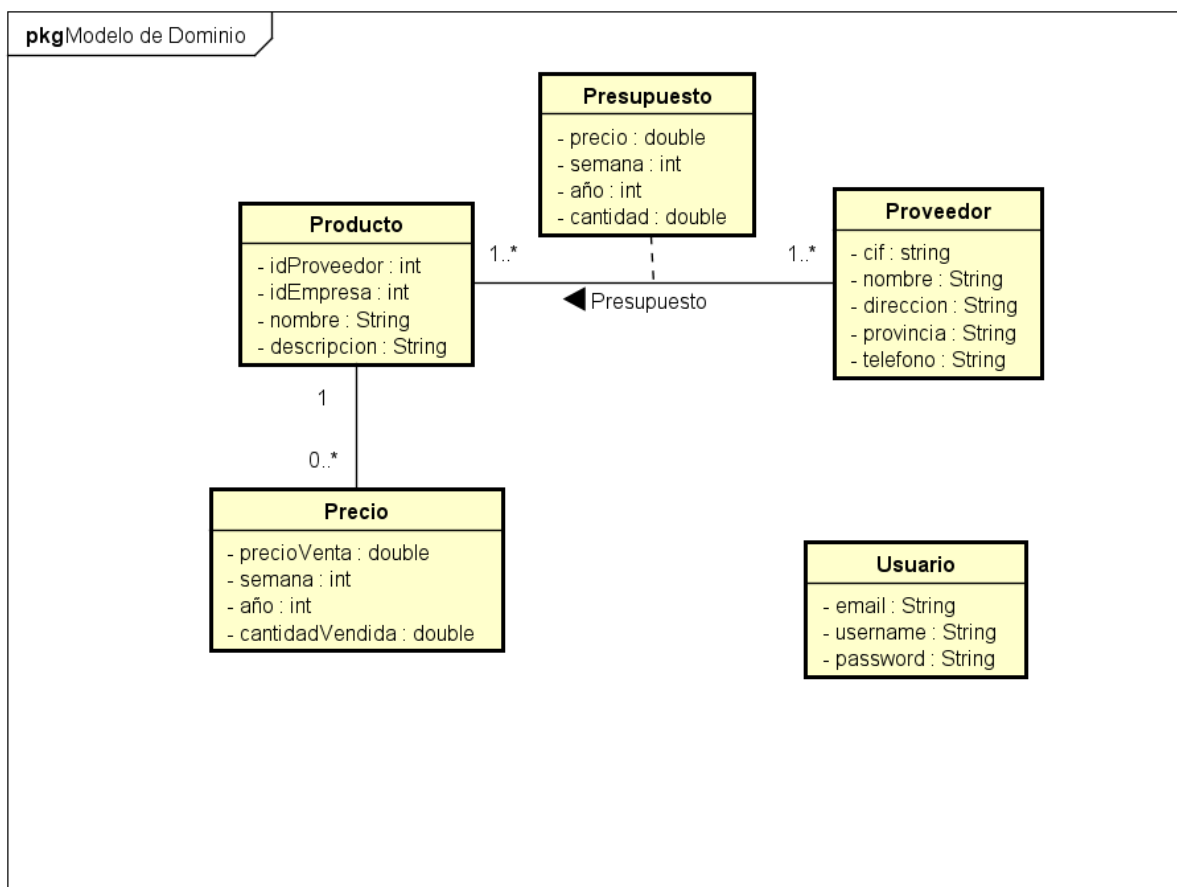 pkgModelo de Dominio
Presupuesto
- precio : double
- semana : int
- año : int
- cantidad : double
Producto
- idProveedor : int
- idEmpresa : int
- nombre : String
- descripcion : String
1..*
1..*
Presupuesto
Proveedor
- cif : string
- nombre : String
- direccion : String
- provincia : String
- telefono : String
1
0..*
Precio
- precioVenta : double
- semana : int
- año : int
- cantidadVendida : double
Usuario
- email : String
- username : String
- password : String